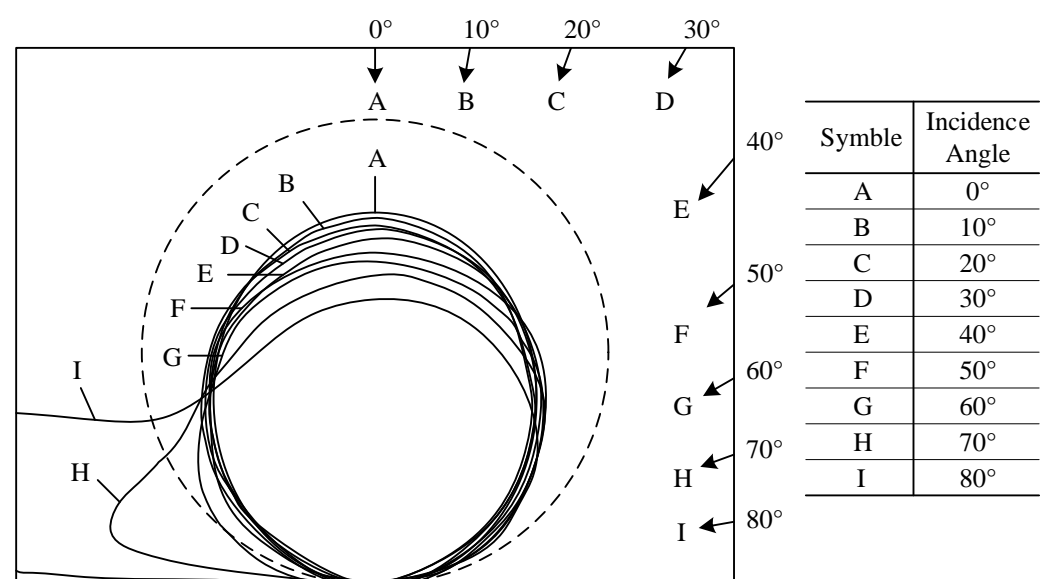 0° 10° 20° 30°
A B C D
40°
A
B
C
E
D
E
50°
F
F
G
60°
I
G
70°
H
H
80°
I
Symble Incidence Angle
A 0°
B 10°
C 20°
D 30°
E 40°
F 50°
G 60°
H 70°
I 80°